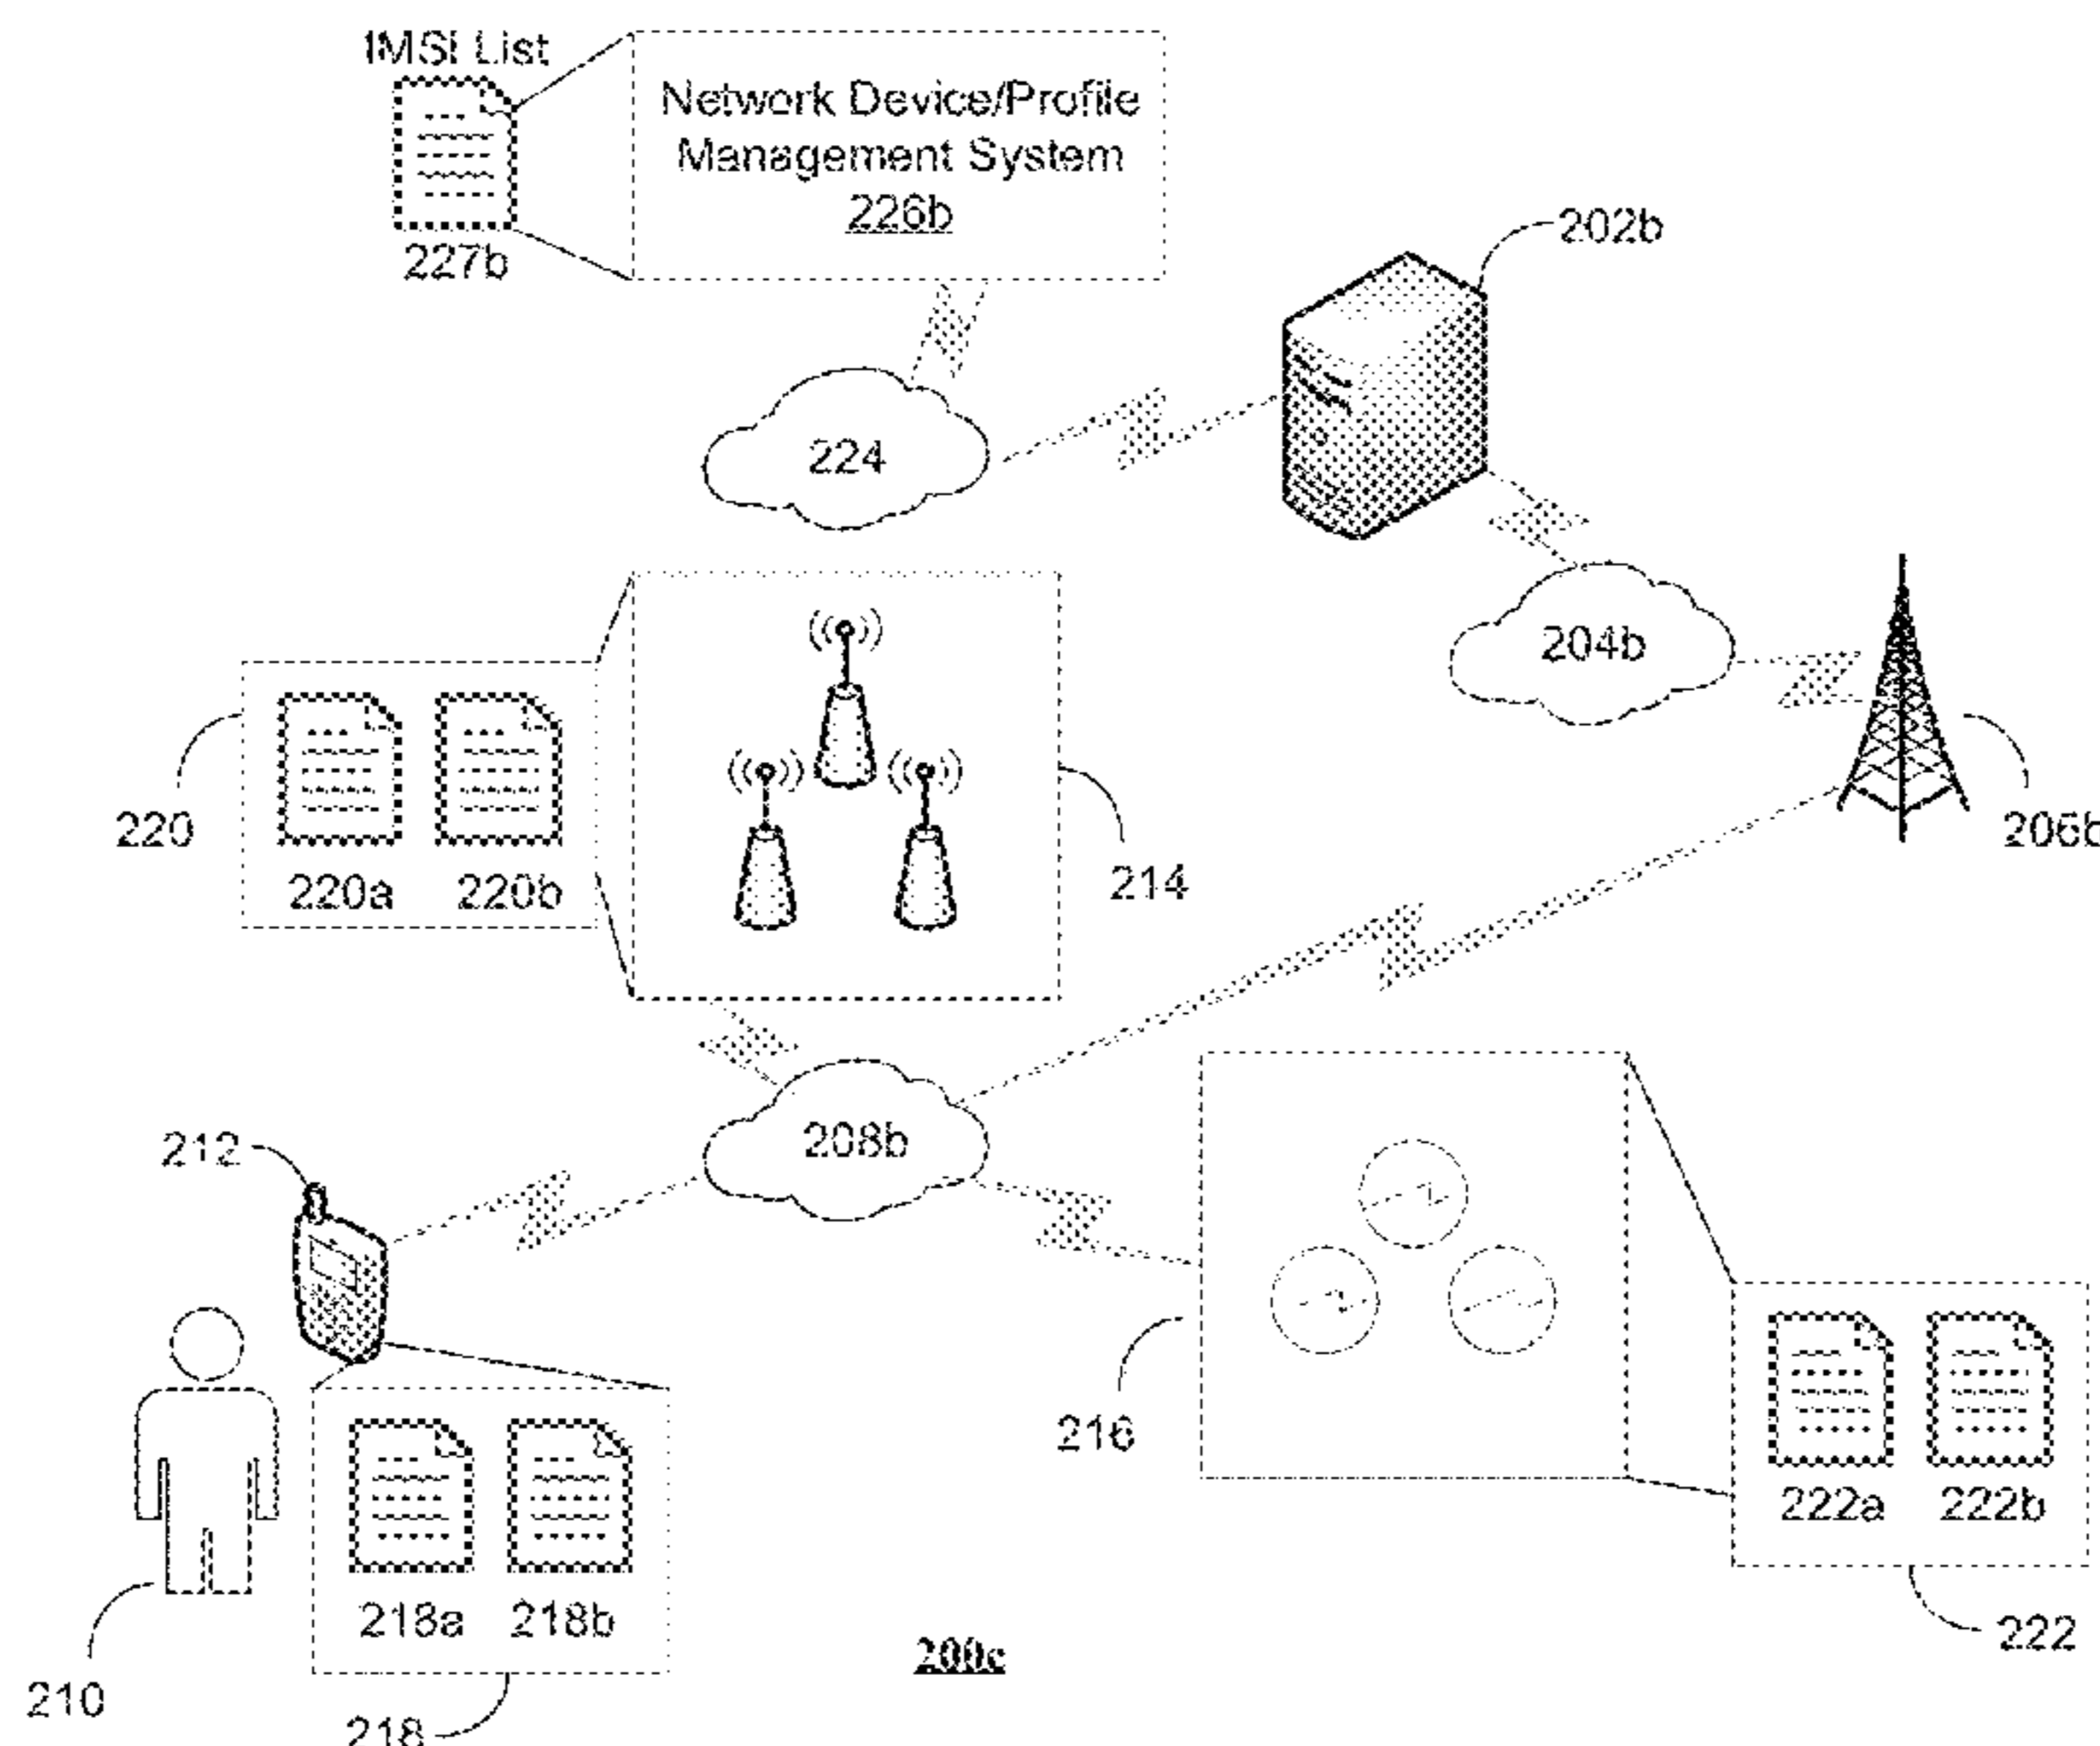 IMSI List
Network Device/Profile
Management System
226b
227b
202b
224
204b
206b
220
220a 220b
214
208b
212
216
222a 222b
222
218a 218b
218
210
200c